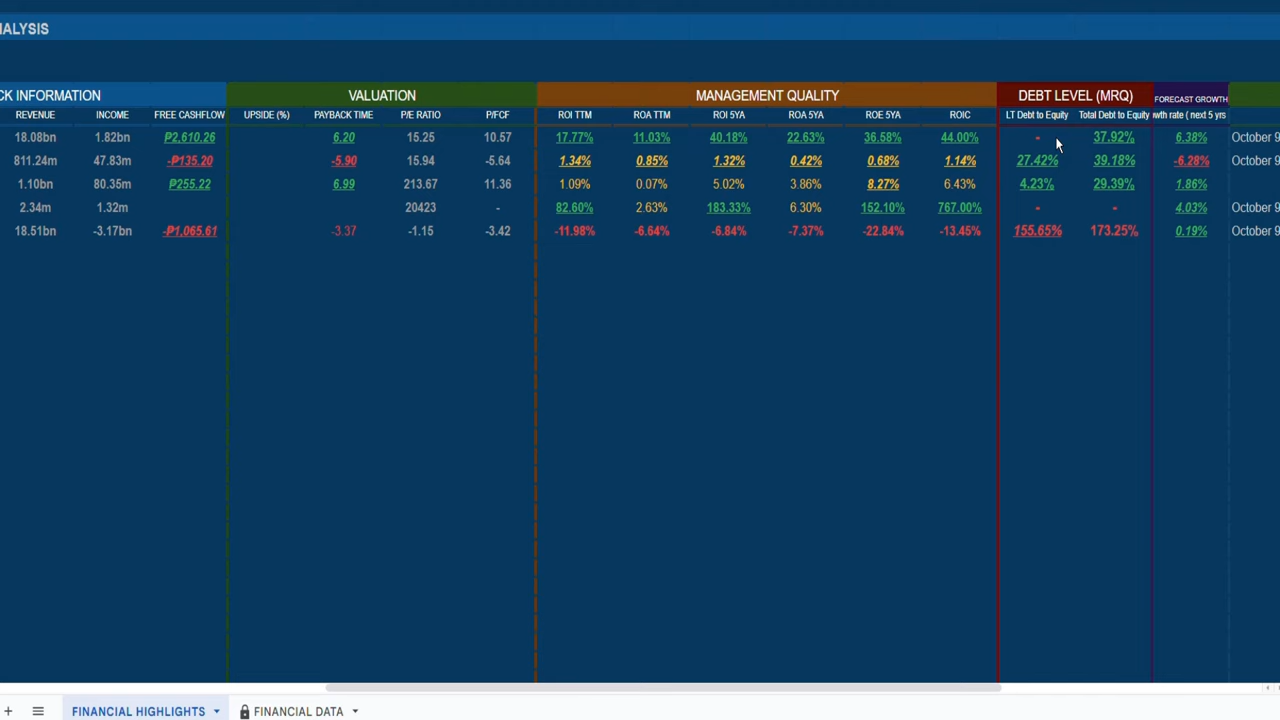 NALYSIS
CK INFORMATION VALUATION MANAGEMENT QUALITY DEBT LEVEL (MRQ) FORECAST GROWTH
REVENUE INCOME FREE CASHFLOW UPSIDE (%) PAYBACK TIME P/E RATIO P/FCF ROI TTM ROA TTM ROI 5YA ROA 5YA ROE 5YA ROIC LT Debt to Equity Total Debt to Equity wth rate ( next 5 yrs
18.08bn 1.82bn ₱2,610.26 6.20 15.25 10.57 17.77% 11.03% 40.18% 22.63% 36.58% 44.00% - 37.92% 6.38% October 9
811.24m 47.83m -₱135.20 -5.90 15.94 -5.64 1.34% 0.85% 1.32% 0.42% 0.68% 1.14% 27.42% 39.18% -6.28% October 9
1.10bn 80.35m ₱255.22 6.99 213.67 11.36 1.09% 0.07% 5.02% 3.86% 8.27% 6.43% 4.23% 29.39% 1.86%
2.34m 1.32m 20423 - 82.60% 2.63% 183.33% 6.30% 152.10% 767.00% - - 4.03% October 9
18.51bn -3.17bn -₱1,065.61 -3.37 -1.15 -3.42 -11.98% -6.64% -6.84% -7.37% -22.84% -13.45% 155.65% 173.25% 0.19% October 9
FINANCIAL HIGHLIGHTS FINANCIAL DATA